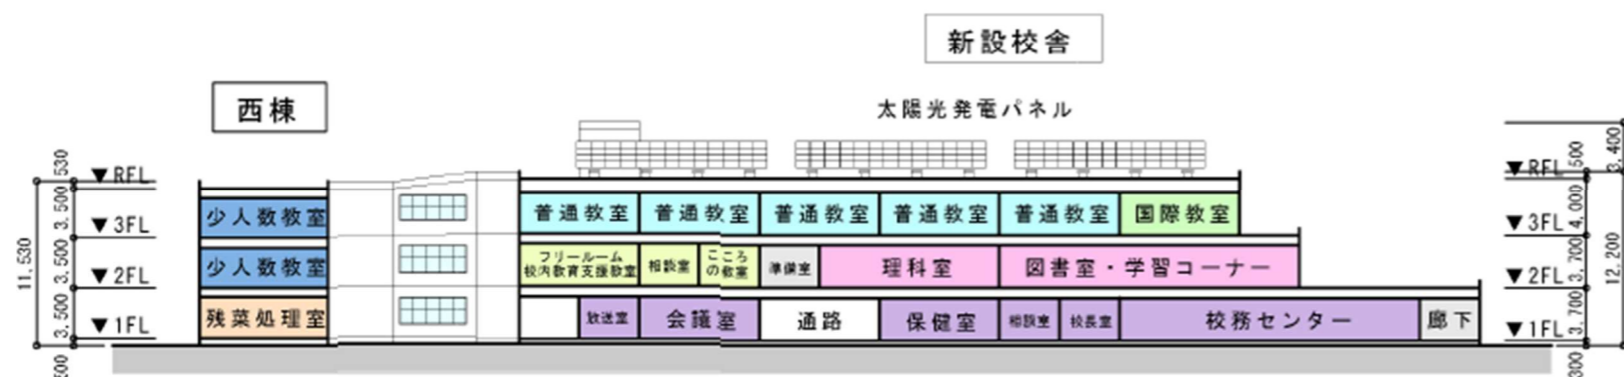 新設校舎
西棟
太陽光発電パネル
530
▼RFL
3,500
▼3FL
3,500
▼2FL
3,500
▼1FL
11,530
少人数教室
少人数教室
残菜処理室
普通教室
普通教室
普通教室
普通教室
普通教室
国際教室
フリールーム
校内教育支援教室
相談室
こころ
の教室
準備室
理科室
図書室・学習コーナー
放送室
会議室
通路
保健室
相談室
校長室
校務センター
廊下
▼RFL
500
3,400
▼3FL
4,000
▼2FL
3,700
▼1FL
3,700
12,200